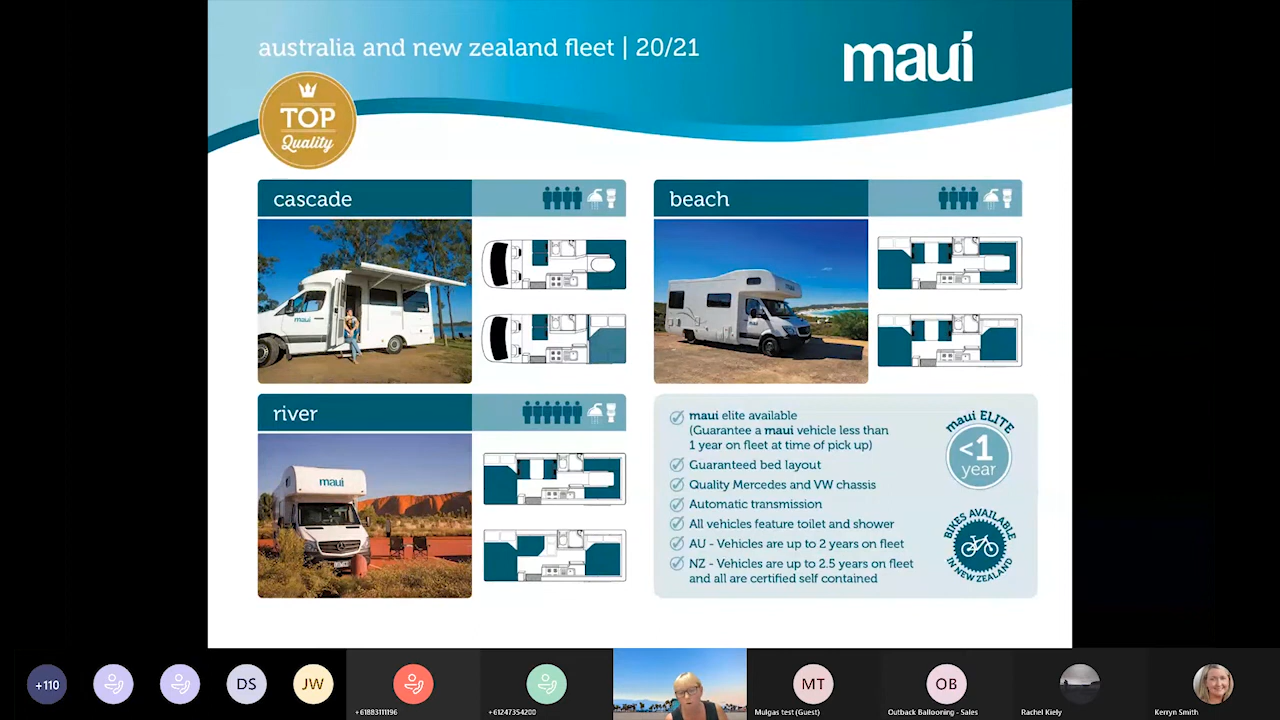 australia and new zealand fleet | 20/21
maui
TOP
Quality
cascade
beach
maui
maui
river
maui
maui elite available
(Guarantee a maui vehicle less than
1 year on fleet at time of pick up)
Guaranteed bed layout
Quality Mercedes and VW chassis
Automatic transmission
All vehicles feature toilet and shower
AU - Vehicles are up to 2 years on fleet
NZ - Vehicles are up to 2.5 years on fleet
and all are certified self contained
maui ELITE
<1
year
BIKES AVAILABLE
IN NEW ZEALAND
+110
DS
JW
+61883111196
+61247354200
MT
Mulgas test (Guest)
OB
Outback Ballooning - Sales
Rachel Kiely
Kerryn Smith